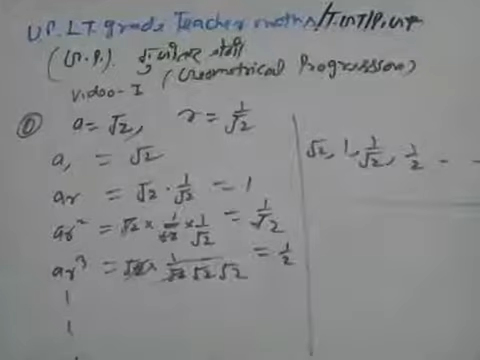 U.P. L.T. grade Teacher maths/T.GT/P.GT
(गु.श्रे.) गुणोत्तर श्रेणी
(Geometrical Progression)
Video-I
① a = √2, r = 1/√2
a, = √2
ar = √2 · 1/√2 = 1
ar² = √2 × 1/√2 × 1/√2 = 1/√2
ar³ = √2 × 1/√2√2√2 = 1/2
√2, 1, 1/√2, 1/2 - -